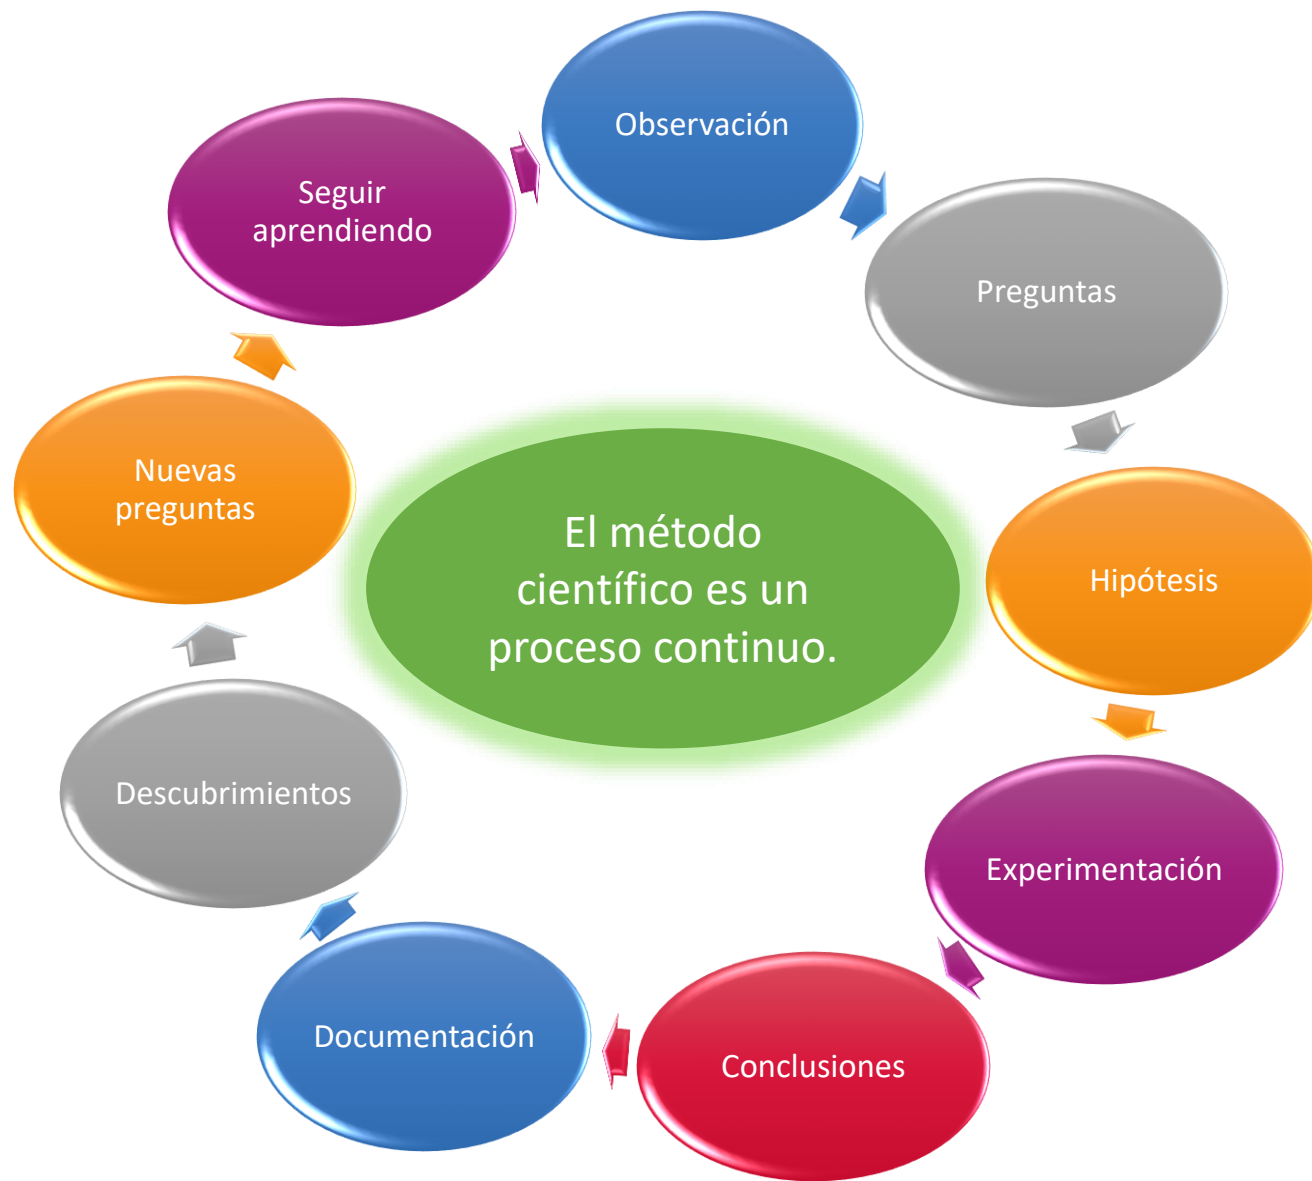 Observación
Preguntas
Hipótesis
Experimentación
Conclusiones
Documentación
Descubrimientos
Nuevas
preguntas
Seguir
aprendiendo
El método
científico es un
proceso continuo.